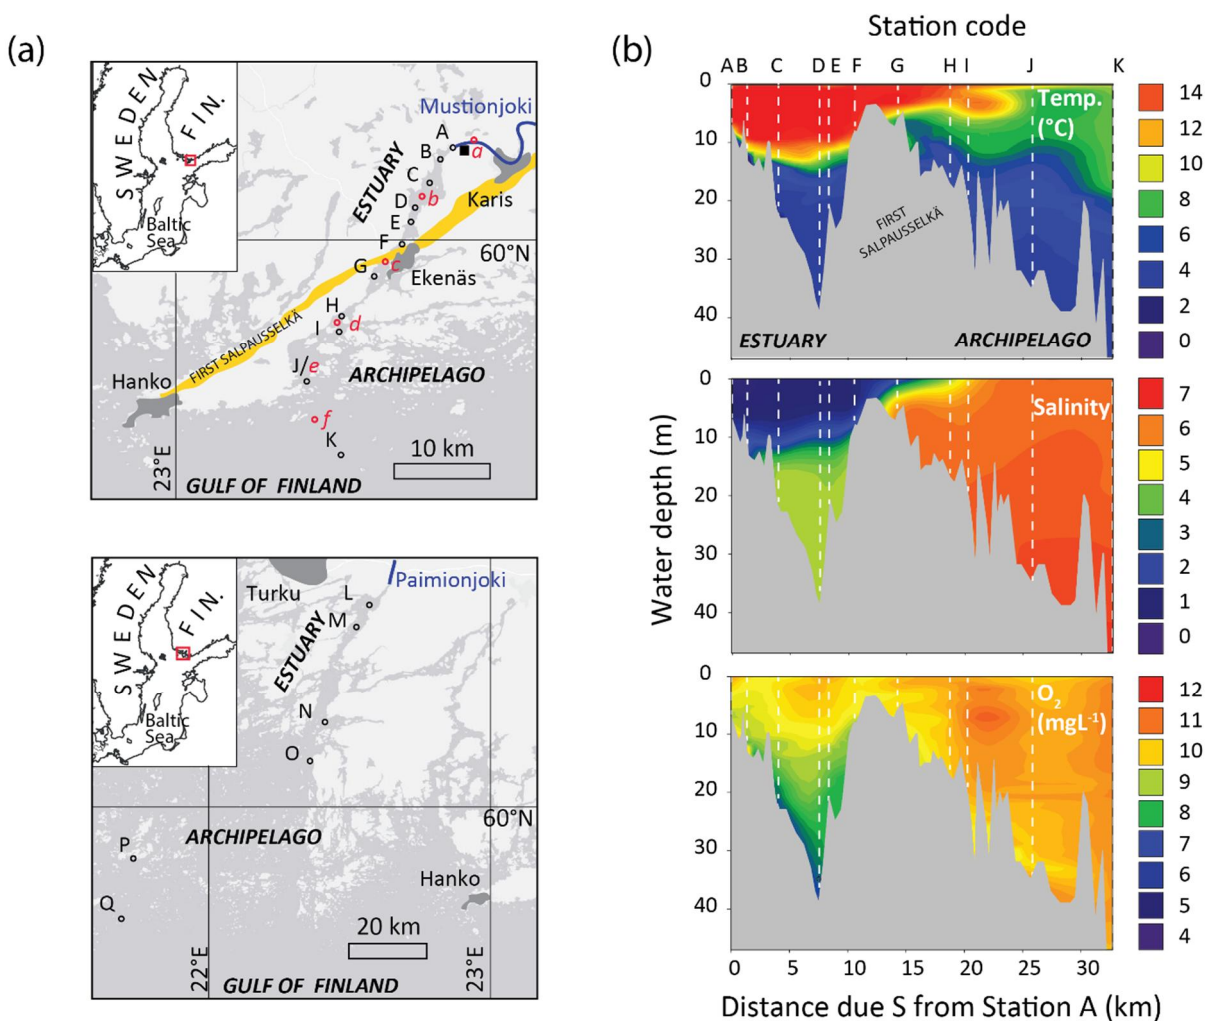 (a)
SWEDEN
FIN.
Baltic
Sea
Mustionjoki
A
a
B
ESTUARY
C
b
D
Karis
E
F
60°N
c
G
Ekenäs
H
d
I
FIRST SALPAUSSELKÄ
J/e
ARCHIPELAGO
Hanko
f
K
10 km
23°E
GULF OF FINLAND
SWEDEN
FIN.
Baltic
Sea
Turku
Paimionjoki
L
M
ESTUARY
N
O
60°N
ARCHIPELAGO
P
Hanko
Q
20 km
22°E
23°E
GULF OF FINLAND
(b)
Station code
A B C D E F G H I J K
0
10
20
30
40
Temp.
(°C)
FIRST
SALPAUSSELKÄ
ESTUARY
ARCHIPELAGO
14
12
10
8
6
4
2
0
Water depth (m)
0
10
20
30
40
Salinity
7
6
5
4
3
2
1
0
0
10
20
30
40
O2
(mgL-1)
12
11
10
9
8
7
6
5
4
0 5 10 15 20 25 30
Distance due S from Station A (km)